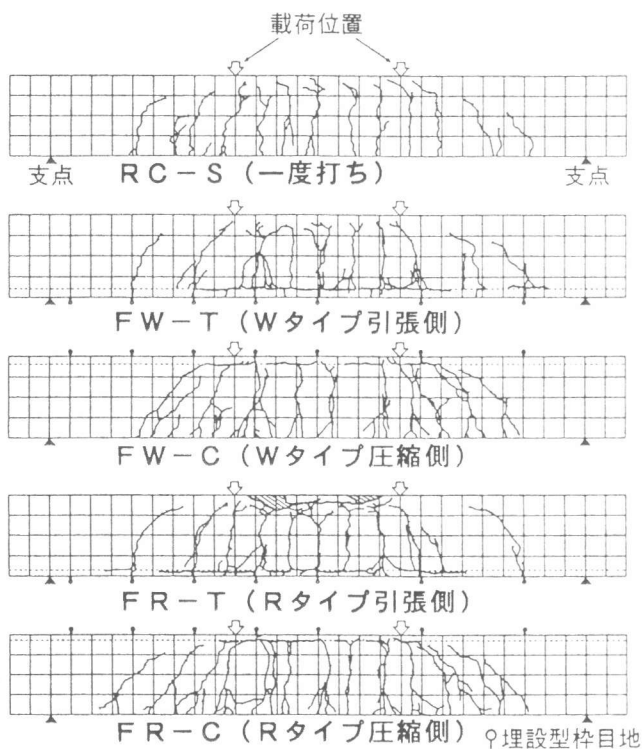 載荷位置
支点 RC-S (一度打ち) 支点
FW-T (Wタイプ引張側)
FW-C (Wタイプ圧縮側)
FR-T (Rタイプ引張側)
FR-C (Rタイプ圧縮側) 埋設型枠目地